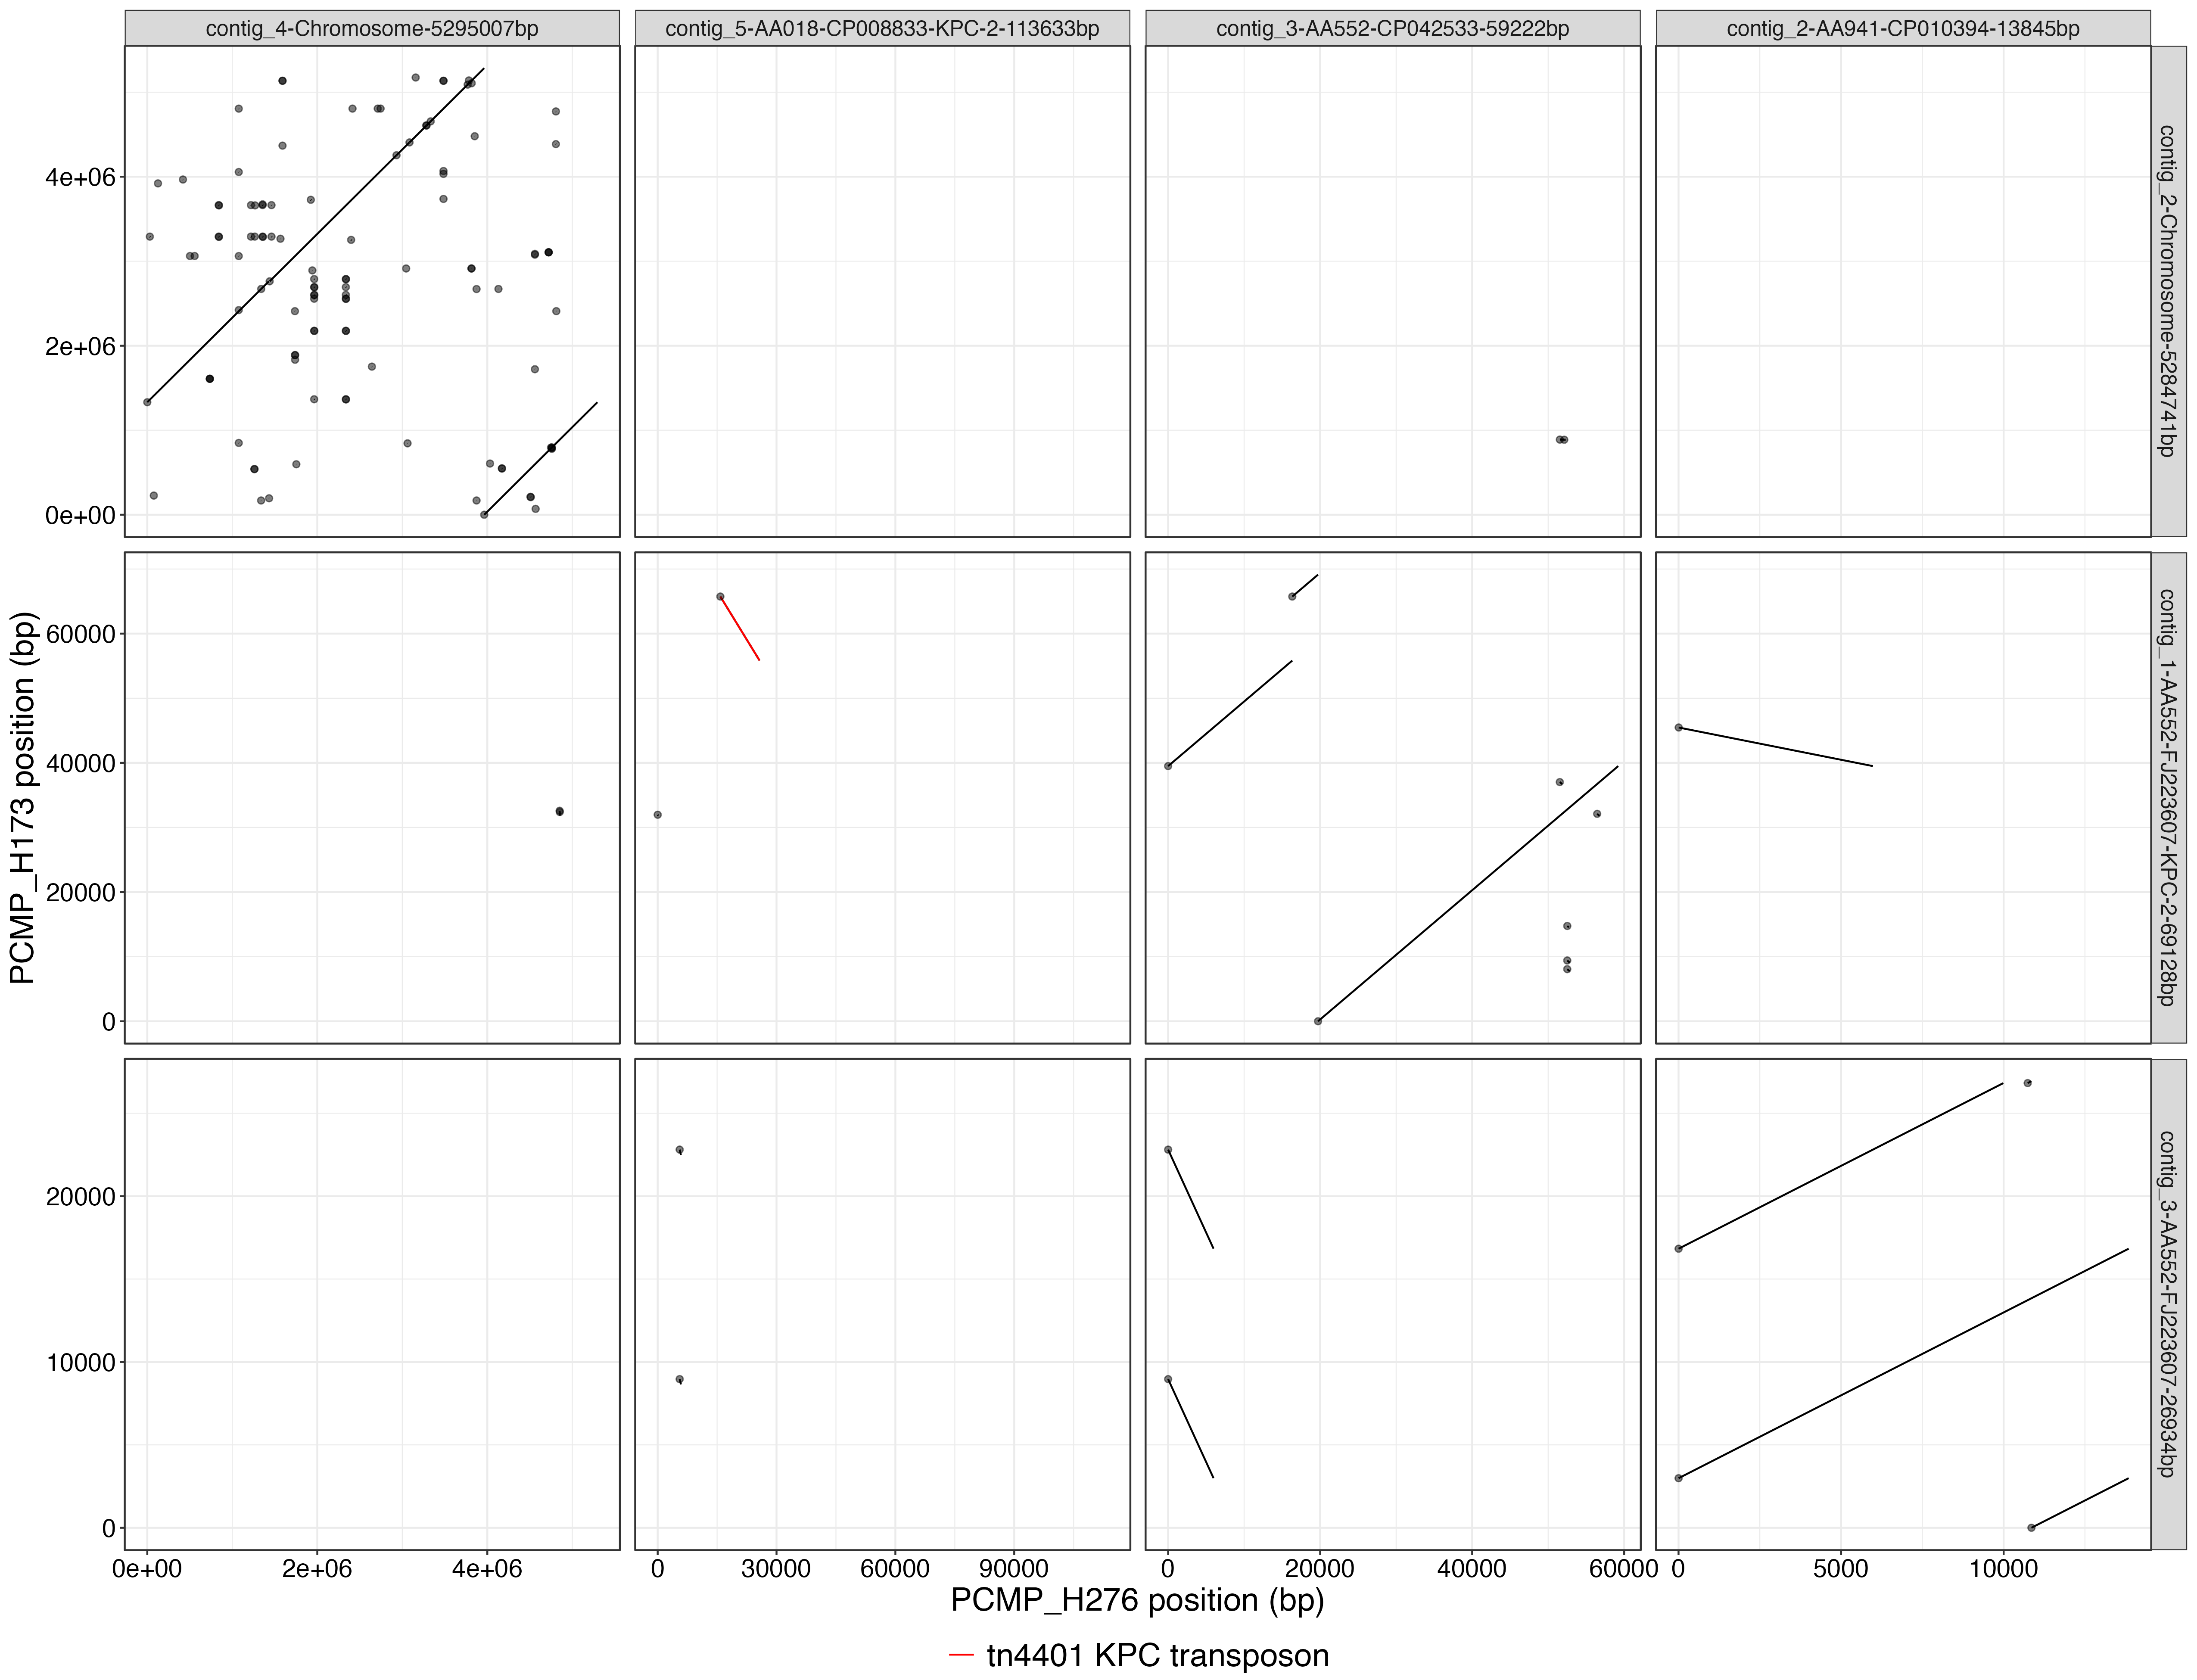 contig_4-Chromosome-5295007bp
contig_5-AA018-CP008833-KPC-2-113633bp
contig_3-AA552-CP042533-59222bp
contig_2-AA941-CP010394-13845bp
4e+06
2e+06
0e+00
contig_2-Chromosome-5284741bp
PCMP_H173 position (bp)
60000
40000
20000
0
contig_1-AA552-FJ223607-KPC-2-69128bp
20000
10000
0
contig_3-AA552-FJ223607-26934bp
0e+00 2e+06 4e+06
0 30000 60000 90000
0 20000 40000 60000
0 5000 10000
PCMP_H276 position (bp)
tn4401 KPC transposon